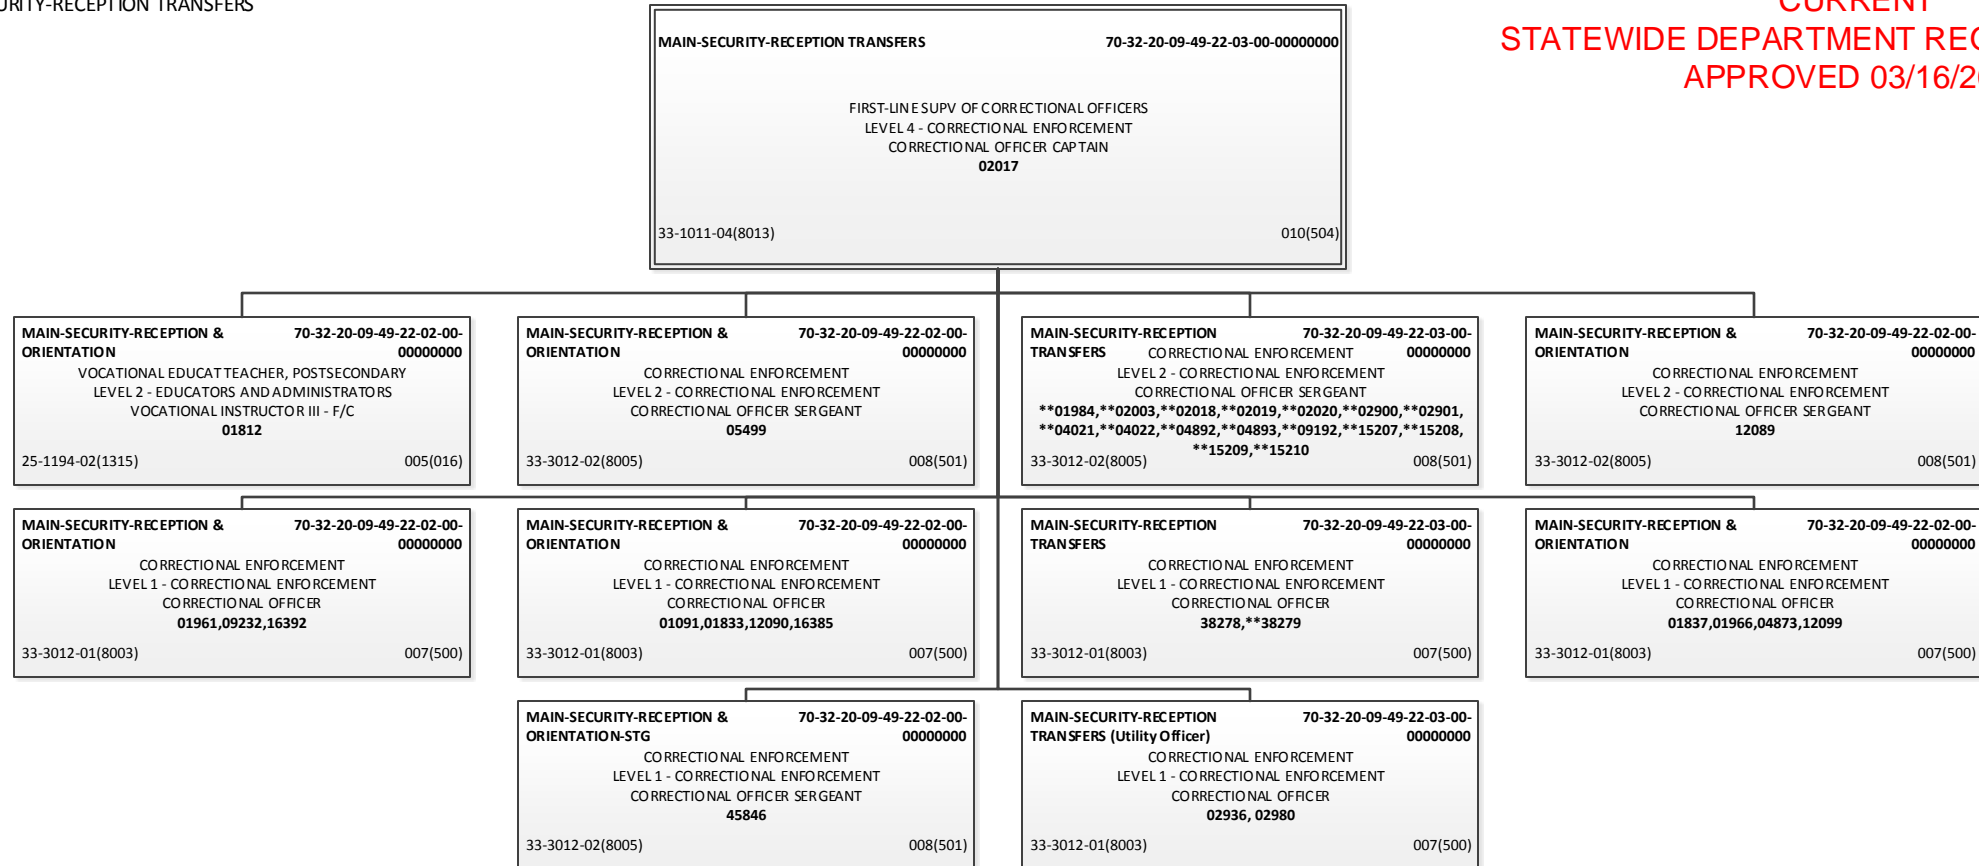 -RECEPTION TRANSFERS
CURRENT
STATEWIDE DEPARTMENT
APPROVED
MAIN-SECURITY-RECEPTION TRANSFERS 70-32-20-09-49-22-03-00-00000000
FIRST-LINE SUPV OF CORRECTIONAL OFFICERS
LEVEL 4 - CORRECTIONAL ENFORCEMENT
CORRECTIONAL OFFICER CAPTAIN
02017
33-1011-04(8013) 010(504)
MAIN-SECURITY-RECEPTION & 70-32-20-09-49-22-02-00-
ORIENTATION 00000000
VOCATIONAL EDUCAT TEACHER, POSTSECONDARY
LEVEL 2 - EDUCATORS AND ADMINISTRATORS
VOCATIONAL INSTRUCTOR III - F/C
01812
25-1194-02(1315) 005(016)
MAIN-SECURITY-RECEPTION & 70-32-20-09-49-22-02-00-
ORIENTATION 00000000
CORRECTIONAL ENFORCEMENT
LEVEL 2 - CORRECTIONAL ENFORCEMENT
CORRECTIONAL OFFICER SERGEANT
05499
33-3012-02(8005) 008(501)
MAIN-SECURITY-RECEPTION 70-32-20-09-49-22-03-00-
TRANSFERS CORRECTIONAL ENFORCEMENT 00000000
LEVEL 2 - CORRECTIONAL ENFORCEMENT
CORRECTIONAL OFFICER SERGEANT
**01984,**02003,**02018,**02019,**02020,**02900,**02901,
**04021,**04022,**04892,**04893,**09192,**15207,**15208,
**15209,**15210
33-3012-02(8005) 008(501)
MAIN-SECURITY-RECEPTION & 70-32-20-09-49-22-02-00-
ORIENTATION 00000000
CORRECTIONAL ENFORCEMENT
LEVEL 2 - CORRECTIONAL ENFORCEMENT
CORRECTIONAL OFFICER SERGEANT
12089
33-3012-02(8005) 008(501)
MAIN-SECURITY-RECEPTION & 70-32-20-09-49-22-02-00-
ORIENTATION 00000000
CORRECTIONAL ENFORCEMENT
LEVEL 1 - CORRECTIONAL ENFORCEMENT
CORRECTIONAL OFFICER
01961,09232,16392
33-3012-01(8003) 007(500)
MAIN-SECURITY-RECEPTION & 70-32-20-09-49-22-02-00-
ORIENTATION 00000000
CORRECTIONAL ENFORCEMENT
LEVEL 1 - CORRECTIONAL ENFORCEMENT
CORRECTIONAL OFFICER
01091,01833,12090,16385
33-3012-01(8003) 007(500)
MAIN-SECURITY-RECEPTION 70-32-20-09-49-22-03-00-
TRANSFERS 00000000
CORRECTIONAL ENFORCEMENT
LEVEL 1 - CORRECTIONAL ENFORCEMENT
CORRECTIONAL OFFICER
38278,**38279
33-3012-01(8003) 007(500)
MAIN-SECURITY-RECEPTION & 70-32-20-09-49-22-02-00-
ORIENTATION 00000000
CORRECTIONAL ENFORCEMENT
LEVEL 1 - CORRECTIONAL ENFORCEMENT
CORRECTIONAL OFFICER
01837,01966,04873,12099
33-3012-01(8003) 007(500)
MAIN-SECURITY-RECEPTION & 70-32-20-09-49-22-02-00-
ORIENTATION-STG 00000000
CORRECTIONAL ENFORCEMENT
LEVEL 1 - CORRECTIONAL ENFORCEMENT
CORRECTIONAL OFFICER SERGEANT
45846
33-3012-02(8005) 008(501)
MAIN-SECURITY-RECEPTION 70-32-20-09-49-22-03-00-
TRANSFERS (Utility Officer) 00000000
CORRECTIONAL ENFORCEMENT
LEVEL 1 - CORRECTIONAL ENFORCEMENT
CORRECTIONAL OFFICER
02936, 02980
33-3012-01(8003) 007(500)